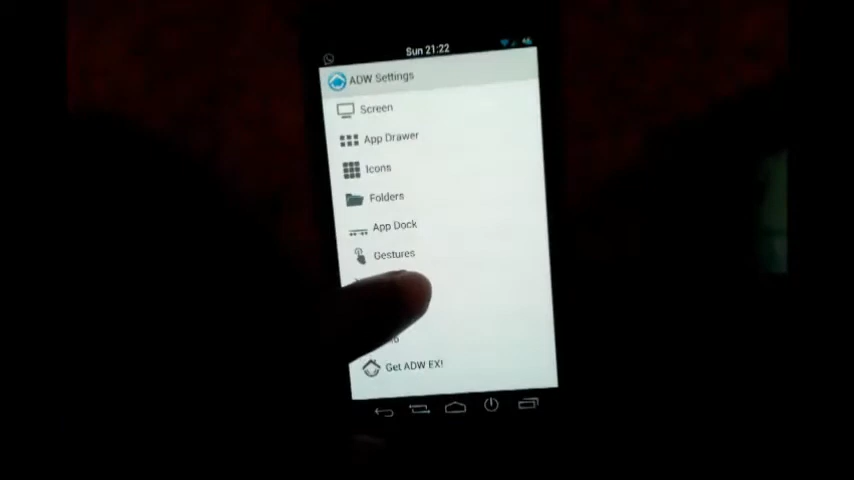 Sun 21:22
ADW Settings
Screen
App Drawer
Icons
Folders
App Dock
Gestures
Get ADW EX!